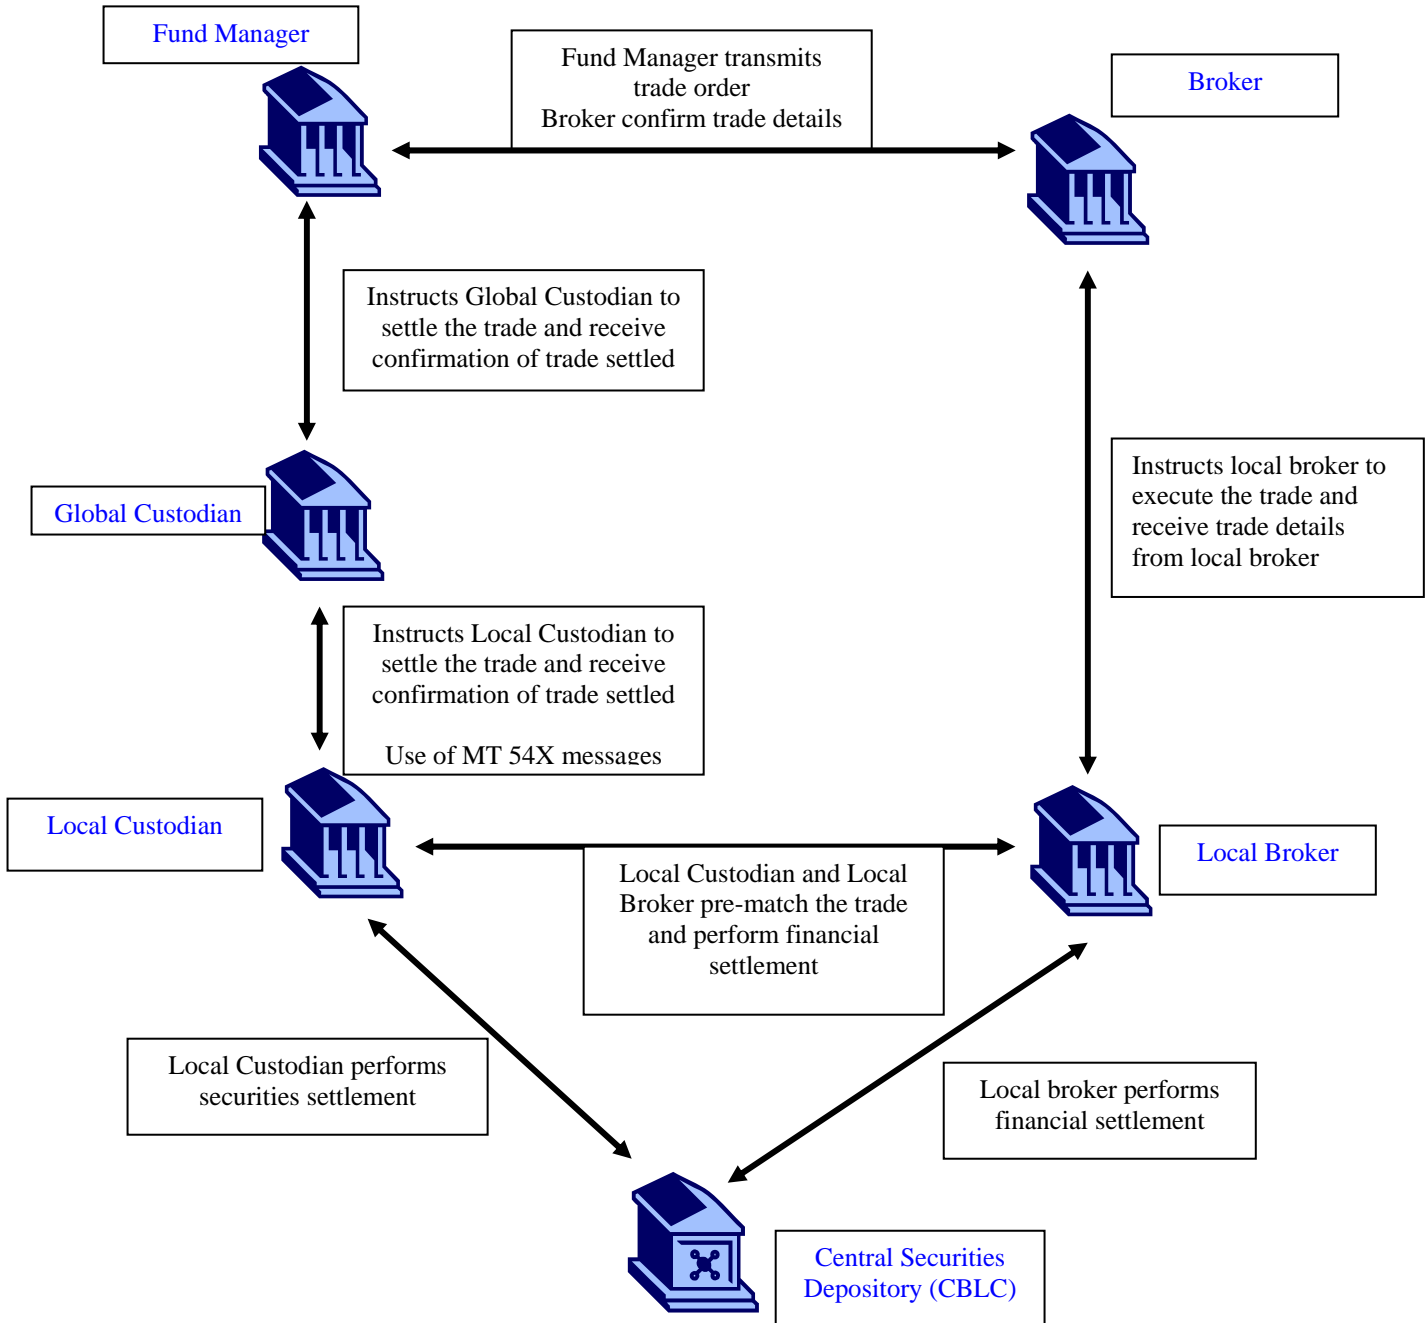 Fund Manager
Fund Manager transmits
trade order
Broker confirm trade details
Broker
Instructs Global Custodian to
settle the trade and receive
confirmation of trade settled
Instructs local broker to
execute the trade and
receive trade details
from local broker
Global Custodian
Instructs Local Custodian to
settle the trade and receive
confirmation of trade settled
Use of MT 54X messages
Local Custodian
Local Broker
Local Custodian and Local
Broker pre-match the trade
and perform financial
settlement
Local Custodian performs
securities settlement
Local broker performs
financial settlement
Central Securities
Depository (CBLC)